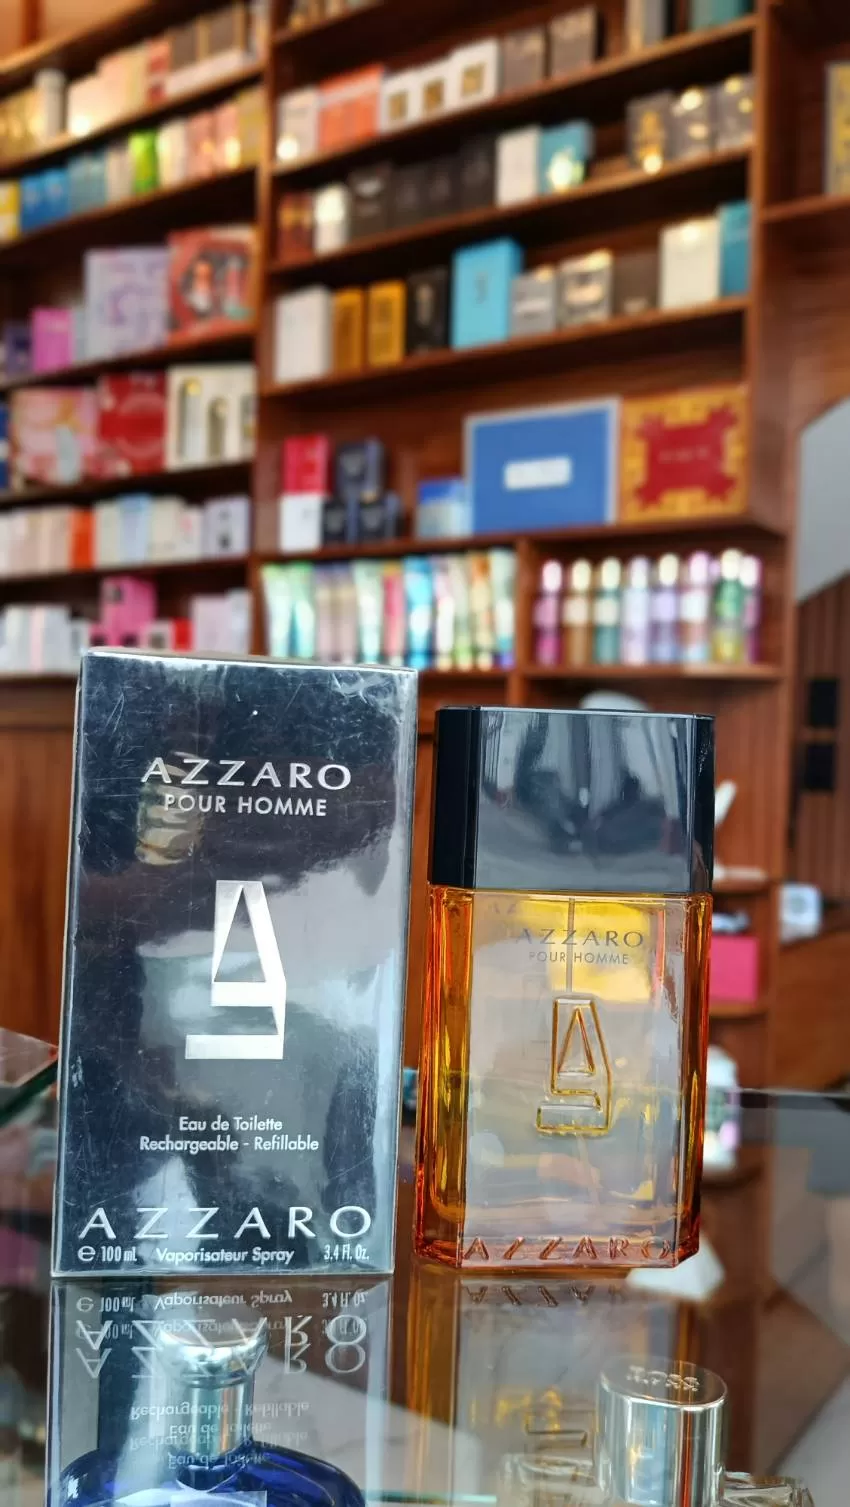 AZZARO
POUR HOMME
Eau de Toilette
Rechargeable - Refillable
AZZARO
e 100 mL Vaporisateur Spray 3.4 Fl. Oz.
AZZARO
POUR HOMME
AZZARO